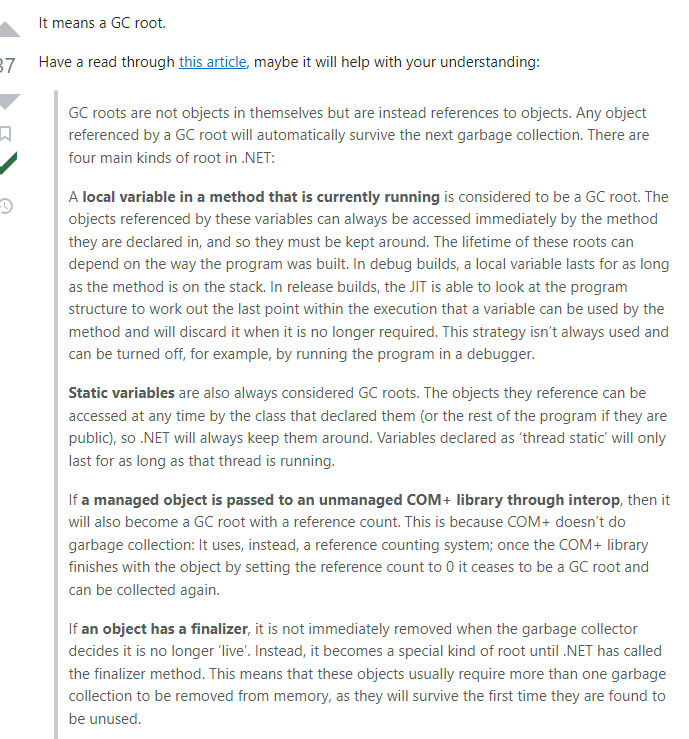 It means a GC root.
Have a read through this article, maybe it will help with your understanding:
GC roots are not objects in themselves but are instead references to objects. Any object
referenced by a GC root will automatically survive the next garbage collection. There are
four main kinds of root in .NET:
A local variable in a method that is currently running is considered to be a GC root. The
objects referenced by these variables can always be accessed immediately by the method
they are declared in, and so they must be kept around. The lifetime of these roots can
depend on the way the program was built. In debug builds, a local variable lasts for as long
as the method is on the stack. In release builds, the JIT is able to look at the program
structure to work out the last point within the execution that a variable can be used by the
method and will discard it when it is no longer required. This strategy isn’t always used and
can be turned off, for example, by running the program in a debugger.
Static variables are also always considered GC roots. The objects they reference can be
accessed at any time by the class that declared them (or the rest of the program if they are
public), so .NET will always keep them around. Variables declared as ‘thread static’ will only
last for as long as that thread is running.
If a managed object is passed to an unmanaged COM+ library through interop, then it
will also become a GC root with a reference count. This is because COM+ doesn’t do
garbage collection: It uses, instead, a reference counting system; once the COM+ library
finishes with the object by setting the reference count to 0 it ceases to be a GC root and
can be collected again.
If an object has a finalizer, it is not immediately removed when the garbage collector
decides it is no longer ‘live’. Instead, it becomes a special kind of root until .NET has called
the finalizer method. This means that these objects usually require more than one garbage
collection to be removed from memory, as they will survive the first time they are found to
be unused.